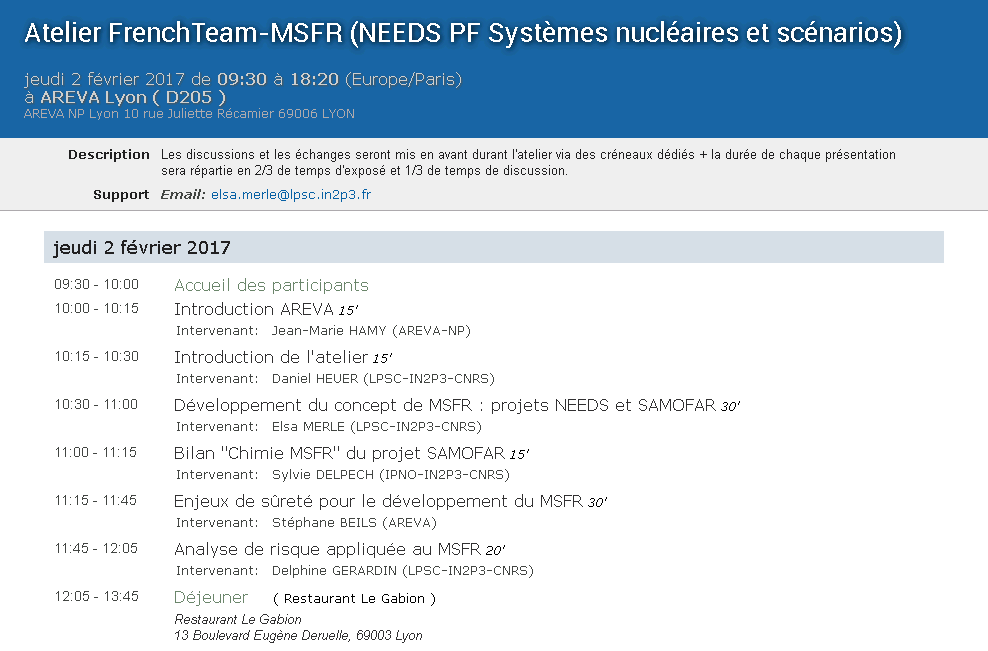 Atelier FrenchTeam-MSFR (NEEDS PF Systèmes nucléaires et scénarios)
jeudi 2 février 2017 de 09:30 à 18:20 (Europe/Paris)
à AREVA Lyon ( D205 )
AREVA NP Lyon 10 rue Juliette Récamier 69006 LYON
Description Les discussions et les échanges seront mis en avant durant l'atelier via des créneaux dédiés + la durée de chaque présentation
sera répartie en 2/3 de temps d'exposé et 1/3 de temps de discussion.
Support Email: elsa.merle@lpsc.in2p3.fr
jeudi 2 février 2017
09:30 - 10:00 Accueil des participants
10:00 - 10:15 Introduction AREVA 15'
Intervenant: Jean-Marie HAMY (AREVA-NP)
10:15 - 10:30 Introduction de l'atelier 15'
Intervenant: Daniel HEUER (LPSC-IN2P3-CNRS)
10:30 - 11:00 Développement du concept de MSFR : projets NEEDS et SAMOFAR 30'
Intervenant: Elsa MERLE (LPSC-IN2P3-CNRS)
11:00 - 11:15 Bilan "Chimie MSFR" du projet SAMOFAR 15'
Intervenant: Sylvie DELPECH (IPNO-IN2P3-CNRS)
11:15 - 11:45 Enjeux de sûreté pour le développement du MSFR 30'
Intervenant: Stéphane BEILS (AREVA)
11:45 - 12:05 Analyse de risque appliquée au MSFR 20'
Intervenant: Delphine GERARDIN (LPSC-IN2P3-CNRS)
12:05 - 13:45 Déjeuner ( Restaurant Le Gabion )
Restaurant Le Gabion
13 Boulevard Eugène Deruelle, 69003 Lyon